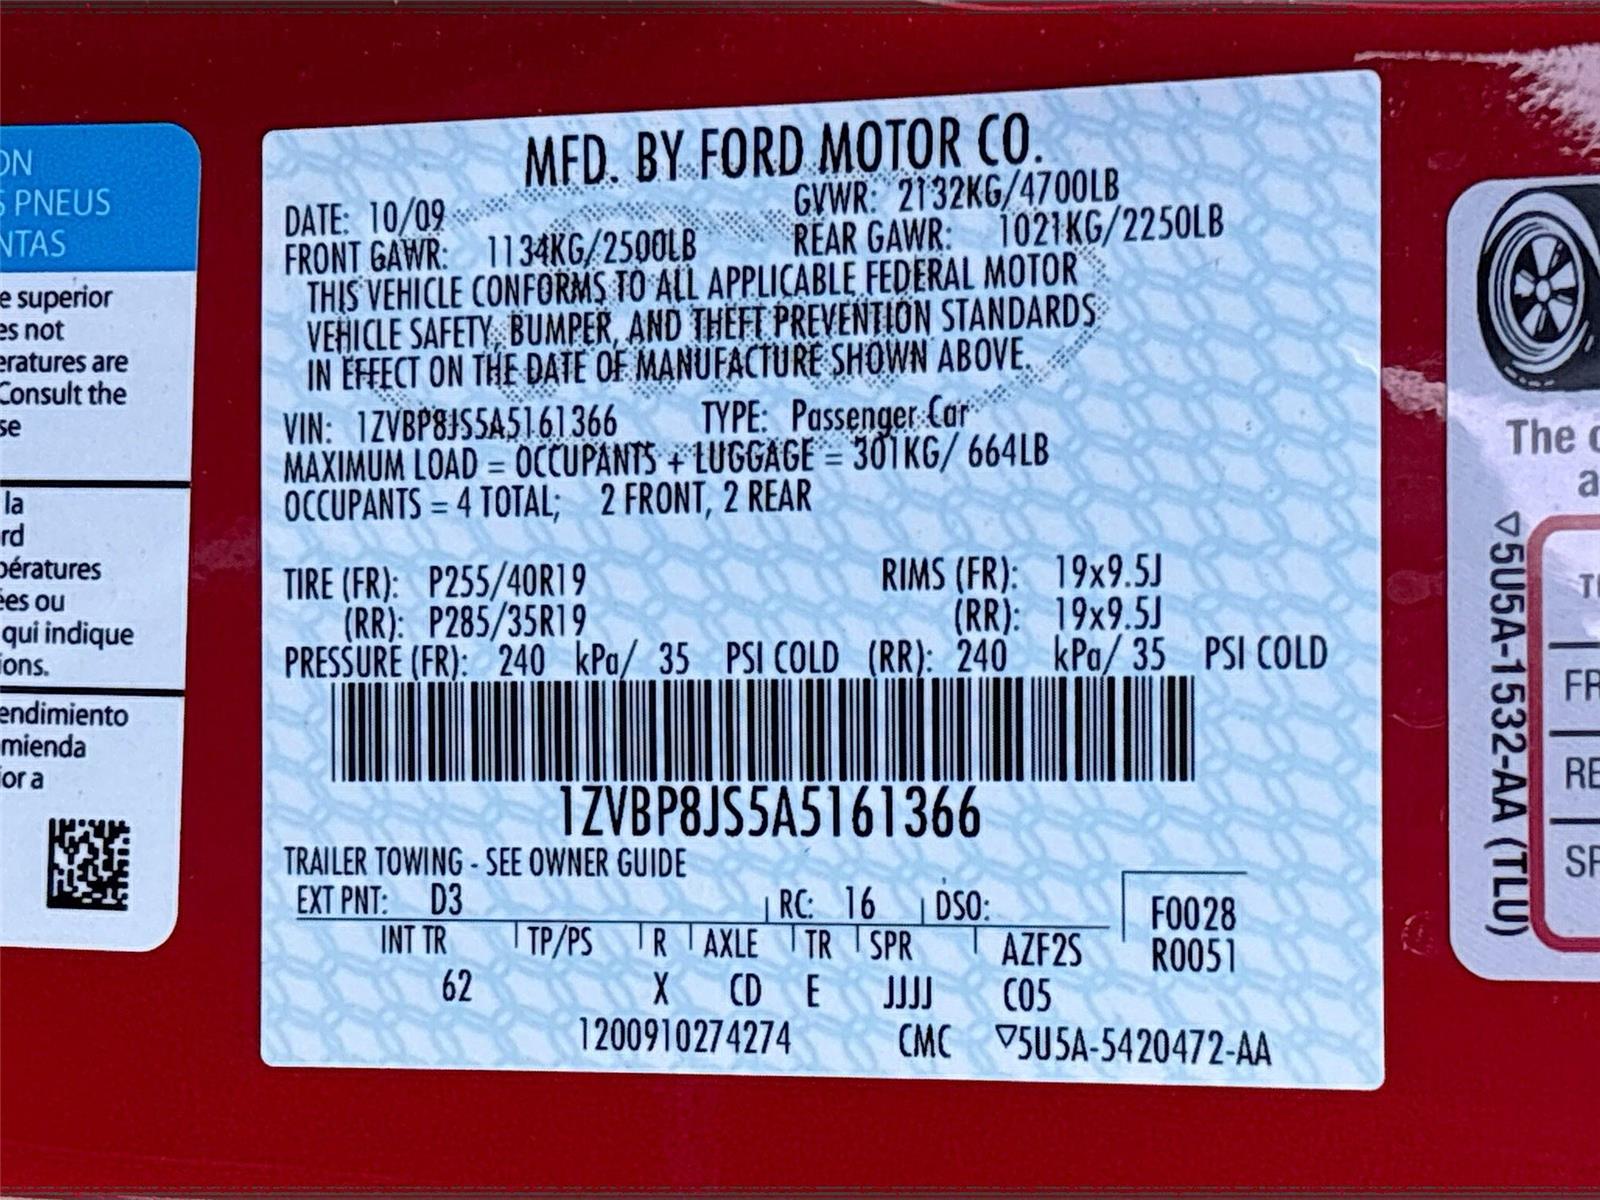 ON
S PNEUS
NTAS
e superior
es not
eratures are
Consult the
se
la
rd
pératures
ées ou
qui indique
ions.
endimiento
mienda
ior a
MFD. BY FORD MOTOR CO.
DATE: 10/09 GVWR: 2132KG/4700LB
FRONT GAWR: 1134KG/2500LB REAR GAWR: 1021KG/2250LB
THIS VEHICLE CONFORMS TO ALL APPLICABLE FEDERAL MOTOR
VEHICLE SAFETY, BUMPER, AND THEFT PREVENTION STANDARDS
IN EFFECT ON THE DATE OF MANUFACTURE SHOWN ABOVE.
VIN: 1ZVBP8JS5A5161366 TYPE: Passenger Car
MAXIMUM LOAD = OCCUPANTS + LUGGAGE = 301KG/ 664LB
OCCUPANTS = 4 TOTAL; 2 FRONT, 2 REAR
TIRE (FR): P255/40R19 RIMS (FR): 19x9.5J
(RR): P285/35R19 (RR): 19x9.5J
PRESSURE (FR): 240 kPa/ 35 PSI COLD (RR): 240 kPa/ 35 PSI COLD
1ZVBP8JS5A5161366
TRAILER TOWING - SEE OWNER GUIDE
EXT PNT: D3 RC: 16 DSO: F0028
INT TR TP/PS R AXLE TR SPR AZF2S R0051
62 X CD E JJJJ C05
1200910274274 CMC ▽5U5A-5420472-AA
The c
a
▽5U5A-1532-AA (TLU)
FR
RE
SP